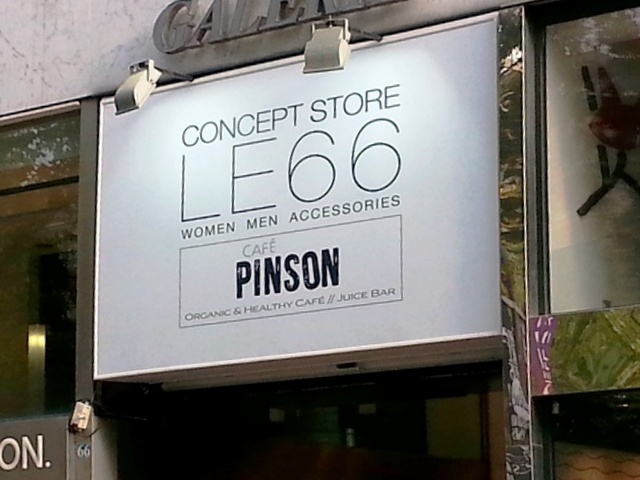 CONCEPT STORE
LE66
WOMEN MEN ACCESSORIES
CAFÉ
PINSON
ORGANIC & HEALTHY CAFÉ // JUICE BAR
ON.
66